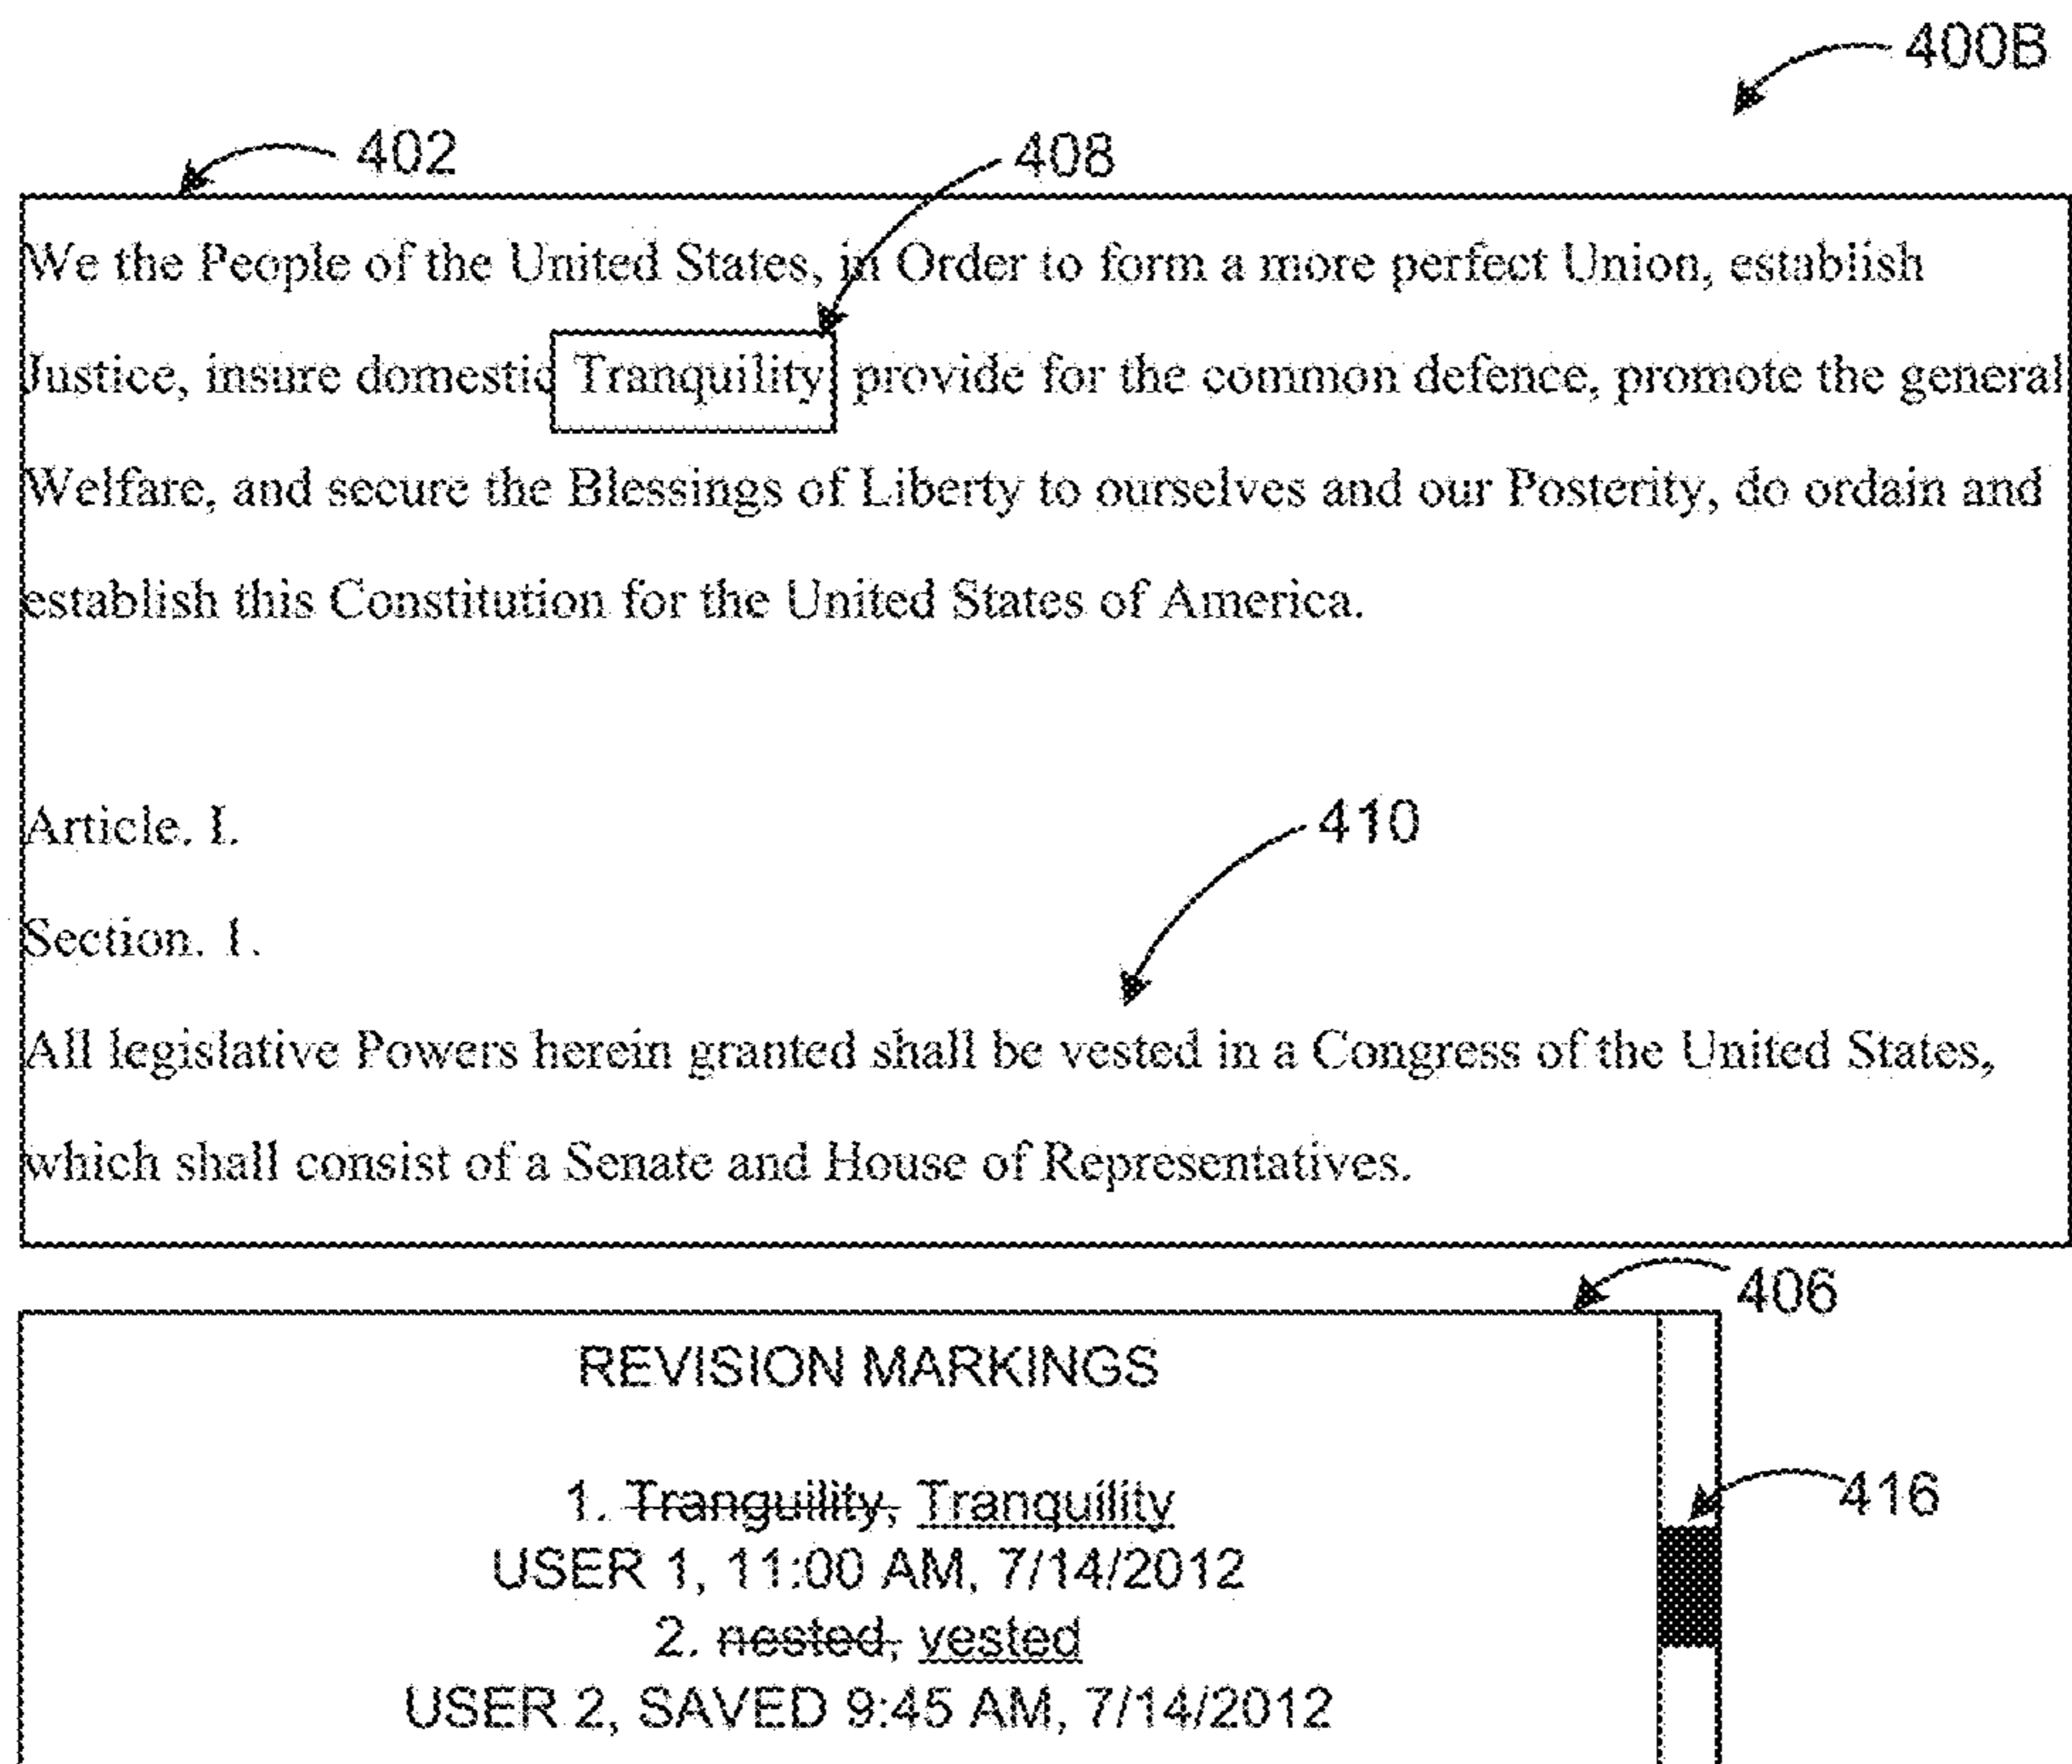 400B
402
408
We the People of the United States, in Order to form a more perfect Union, establish
Justice, insure domestic Tranquility, provide for the common defence, promote the general
Welfare, and secure the Blessings of Liberty to ourselves and our Posterity, do ordain and
establish this Constitution for the United States of America.
Article. I.
410
Section. 1.
All legislative Powers herein granted shall be vested in a Congress of the United States,
which shall consist of a Senate and House of Representatives.
406
REVISION MARKINGS
1. Tranguility, Tranquility
416
USER 1, 11:00 AM, 7/14/2012
2. nested, vested
USER 2, SAVED 9:45 AM, 7/14/2012